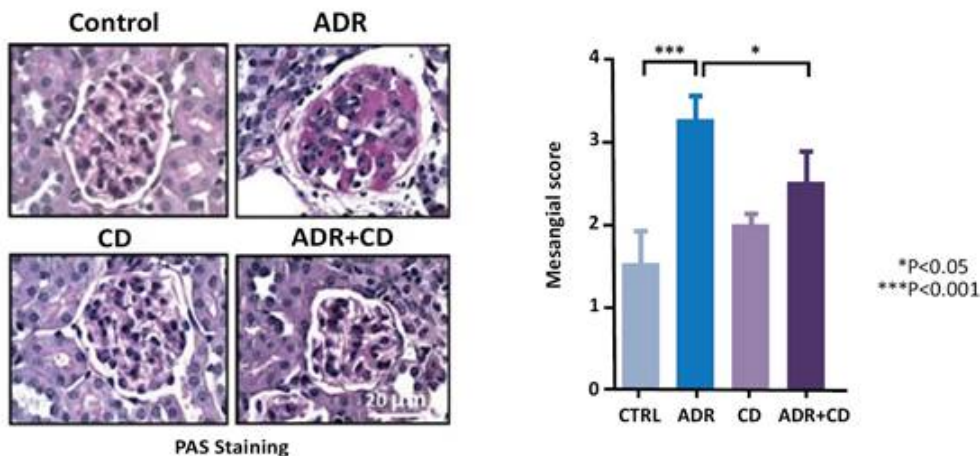 Control
ADR
CD
ADR+CD
20 µm
PAS Staining
Mesangial score
4
3
2
1
0
***
*
CTRL
ADR
CD
ADR+CD
*P<0.05
***P<0.001